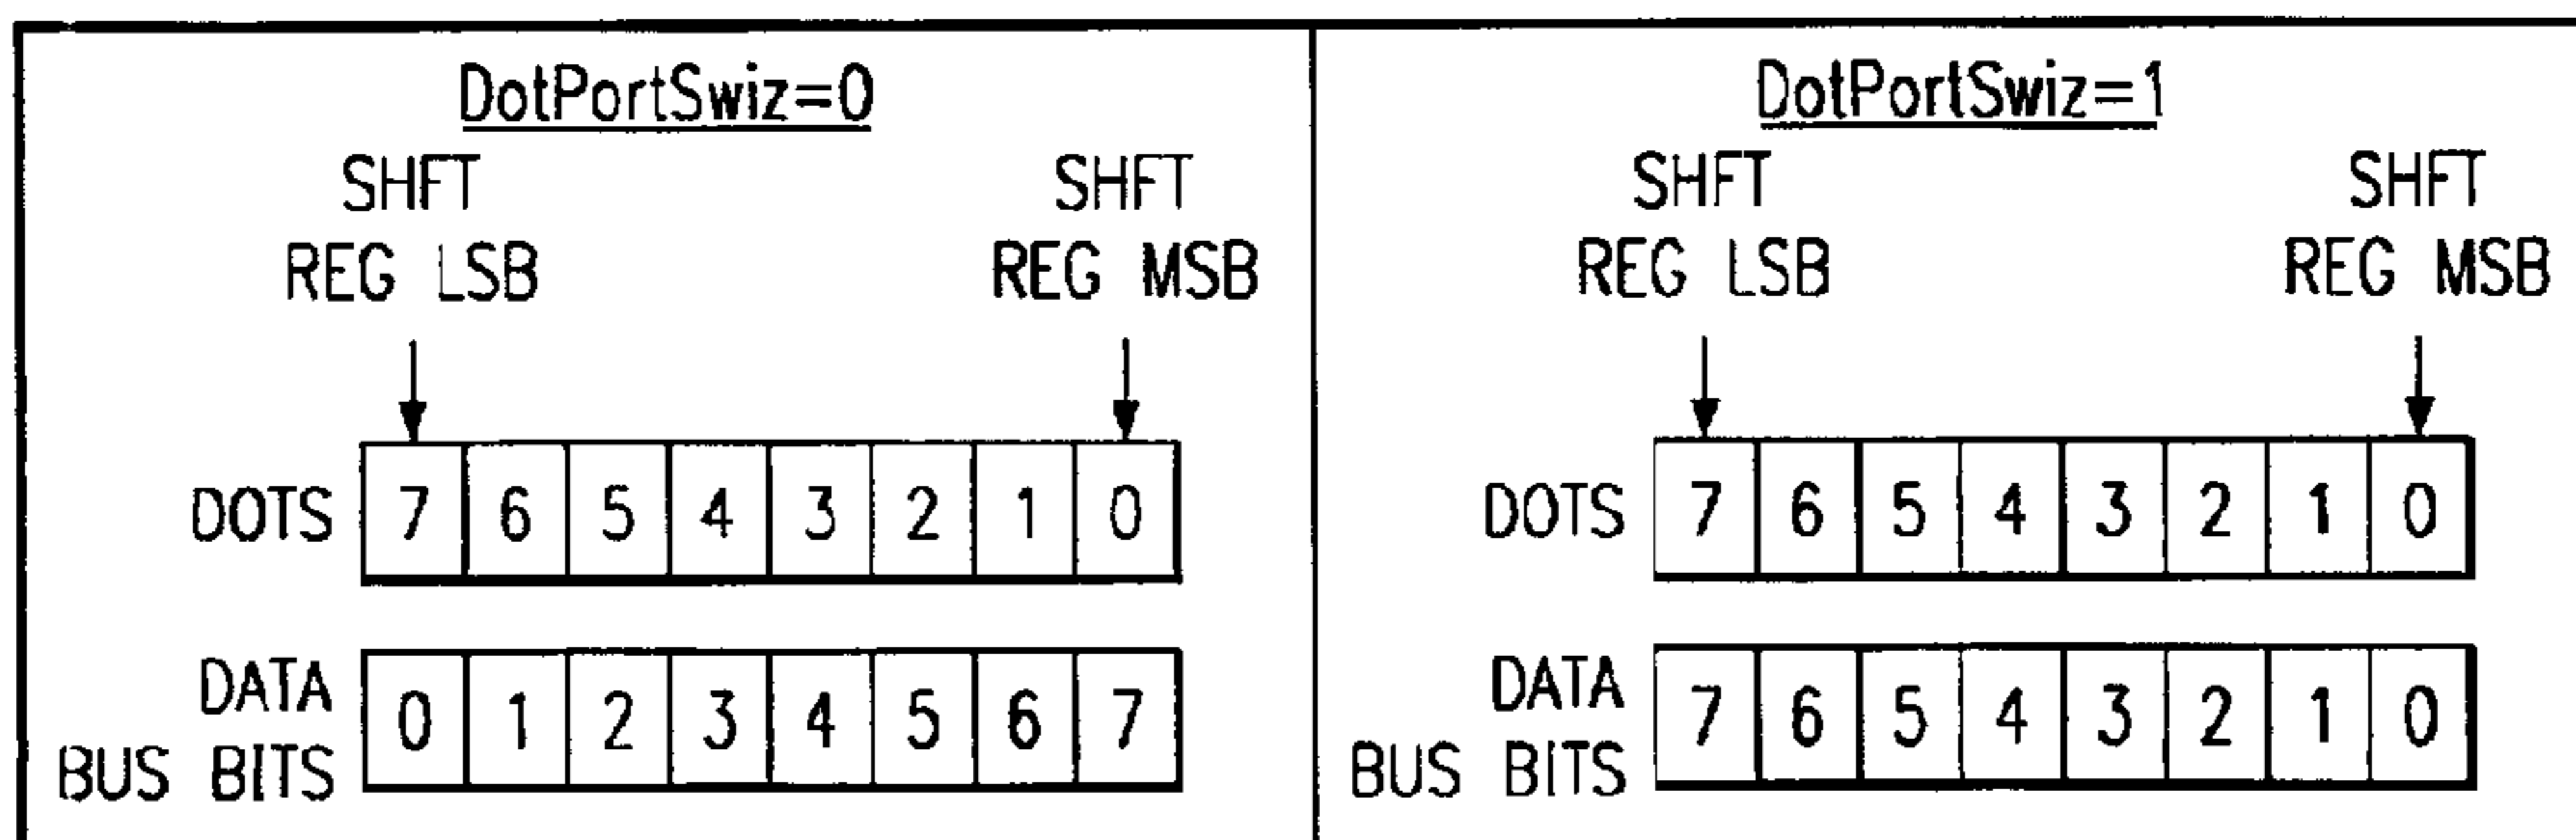 DotPortSwiz=0
SHFT
REG LSB
SHFT
REG MSB
DOTS 7 6 5 4 3 2 1 0
DATA
BUS BITS
0 1 2 3 4 5 6 7
DotPortSwiz=1
SHFT
REG LSB
SHFT
REG MSB
DOTS 7 6 5 4 3 2 1 0
DATA
BUS BITS
7 6 5 4 3 2 1 0